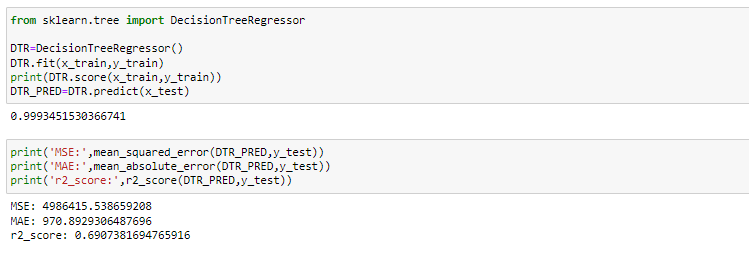 from sklearn.tree import DecisionTreeRegressor
DTR=DecisionTreeRegressor()
DTR.fit(x_train,y_train)
print(DTR.score(x_train,y_train))
DTR_PRED=DTR.predict(x_test)
0.9993451530366741
print('MSE:',mean_squared_error(DTR_PRED,y_test))
print('MAE:',mean_absolute_error(DTR_PRED,y_test))
print('r2_score:',r2_score(DTR_PRED,y_test))
MSE: 4986415.538659208
MAE: 970.8929306487696
r2_score: 0.6907381694765916